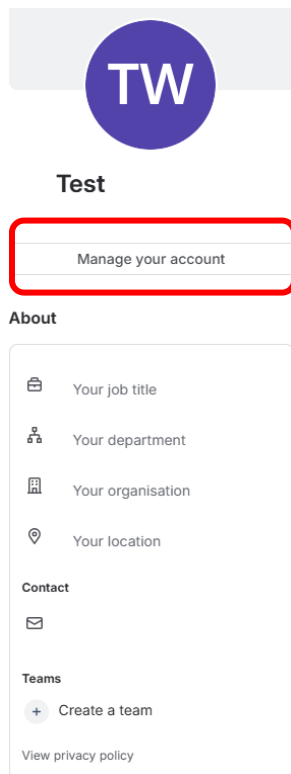 TW
Test
Manage your account
About
Your job title
Your department
Your organisation
Your location
Contact
Teams
+ Create a team
View privacy policy